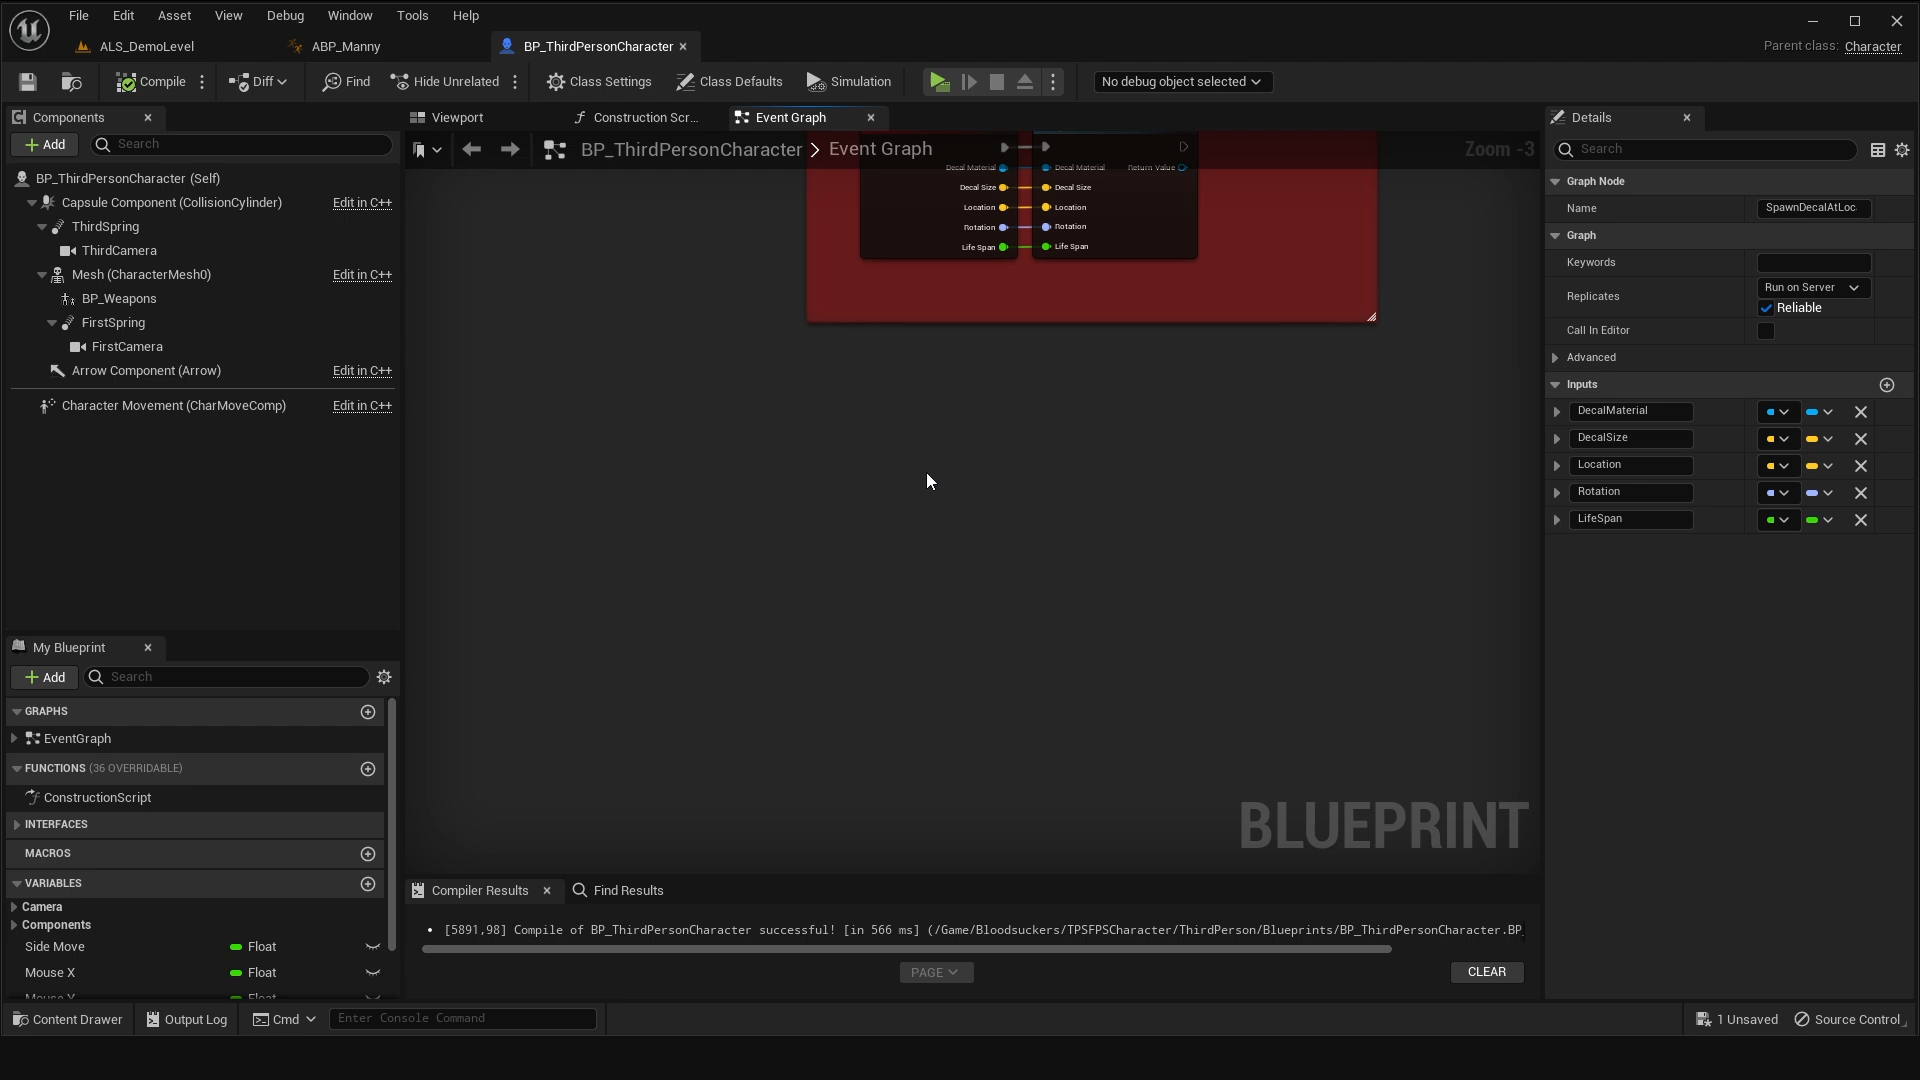 File Edit Asset View Debug Window Tools Help
ALS_DemoLevel ABP_Manny BP_ThirdPersonCharacter Parent class: Character
Compile Diff Find Hide Unrelated Class Settings Class Defaults Simulation No debug object selected
Components Viewport Construction Scr... Event Graph Details
Add Search BP_ThirdPersonCharacter > Event Graph Zoom -3 Search
BP_ThirdPersonCharacter (Self)
Capsule Component (CollisionCylinder) Edit in C++
ThirdSpring
ThirdCamera
Mesh (CharacterMesh0) Edit in C++
BP_Weapons
FirstSpring
FirstCamera
Arrow Component (Arrow) Edit in C++
Character Movement (CharMoveComp) Edit in C++
Decal Material Decal Material Return Value
Decal Size Decal Size
Location Location
Rotation Rotation
Life Span Life Span
BLUEPRINT
Graph Node
Name SpawnDecalAtLoc
Graph
Keywords
Replicates Run on Server
Reliable
Call In Editor
Advanced
Inputs
DecalMaterial
DecalSize
Location
Rotation
LifeSpan
My Blueprint
Add Search
GRAPHS
EventGraph
FUNCTIONS (36 OVERRIDABLE)
ConstructionScript
INTERFACES
MACROS
VARIABLES
Camera
Components
Side Move Float
Mouse X Float
Mouse Y Float
Compiler Results Find Results
[5891,98] Compile of BP_ThirdPersonCharacter successful! [in 566 ms] (/Game/Bloodsuckers/TPSFPSCharacter/ThirdPerson/Blueprints/BP_ThirdPersonCharacter.BP_
PAGE CLEAR
Content Drawer Output Log Cmd Enter Console Command 1 Unsaved Source Control